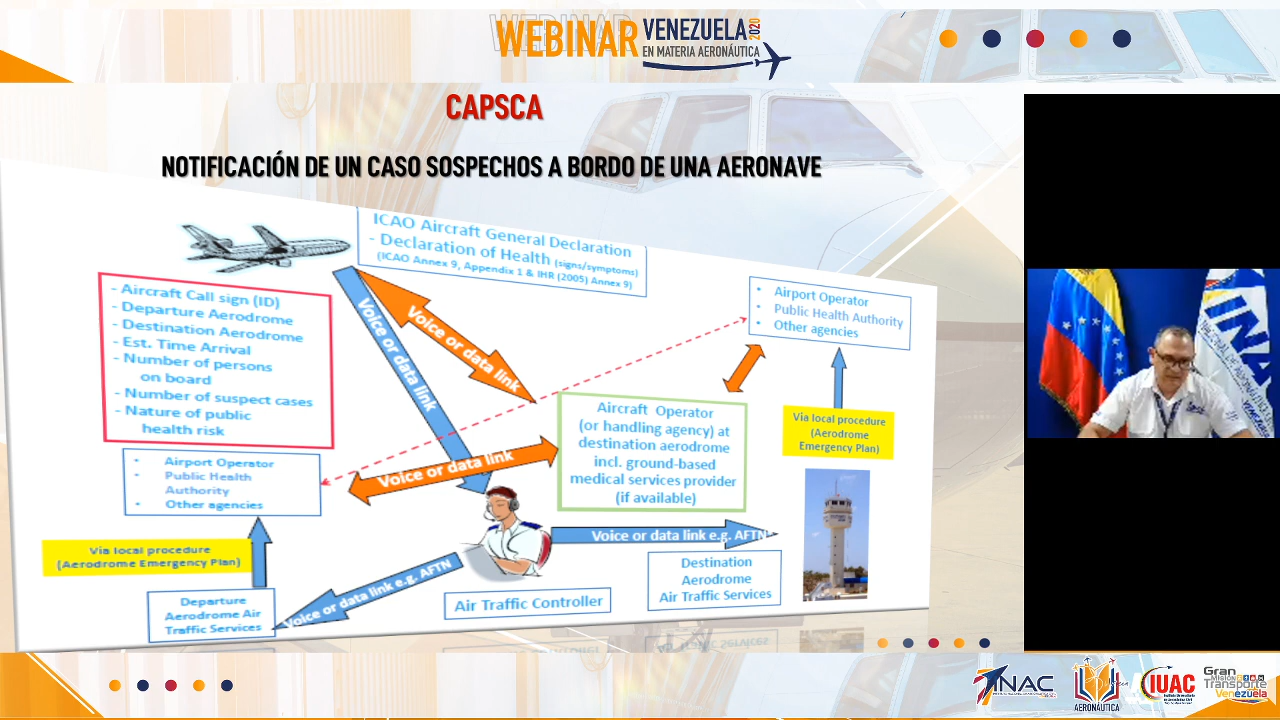 WEBINAR
VENEZUELA
2020
EN MATERIA AERONÁUTICA
CAPSCA
NOTIFICACIÓN DE UN CASO SOSPECHOS A BORDO DE UNA AERONAVE
ICAO Aircraft General Declaration
- Declaration of Health (signs/symptoms)
(ICAO Annex 9, Appendix 1 & IHR (2005) Annex 9)
- Aircraft Call sign (ID)
- Departure Aerodrome
- Destination Aerodrome
- Est. Time Arrival
- Number of persons
on board
- Number of suspect cases
- Nature of public
health risk
Voice or data link
Voice or data link
• Airport Operator
• Public Health Authority
• Other agencies
Aircraft Operator
(or handling agency) at
destination aerodrome
incl. ground-based
medical services provider
(if available)
Via local procedure
(Aerodrome
Emergency Plan)
• Airport Operator
• Public Health
Authority
• Other agencies
Voice or data link
Via local procedure
(Aerodrome Emergency Plan)
Voice or data link e.g. AFTN
Voice or data link e.g. AFTN
Departure
Aerodrome Air
Traffic Services
Air Traffic Controller
Destination
Aerodrome
Air Traffic Services
INAC
AERONÁUTICA
IUAC
Gran
MISIÓN
Transporte
Venezuela